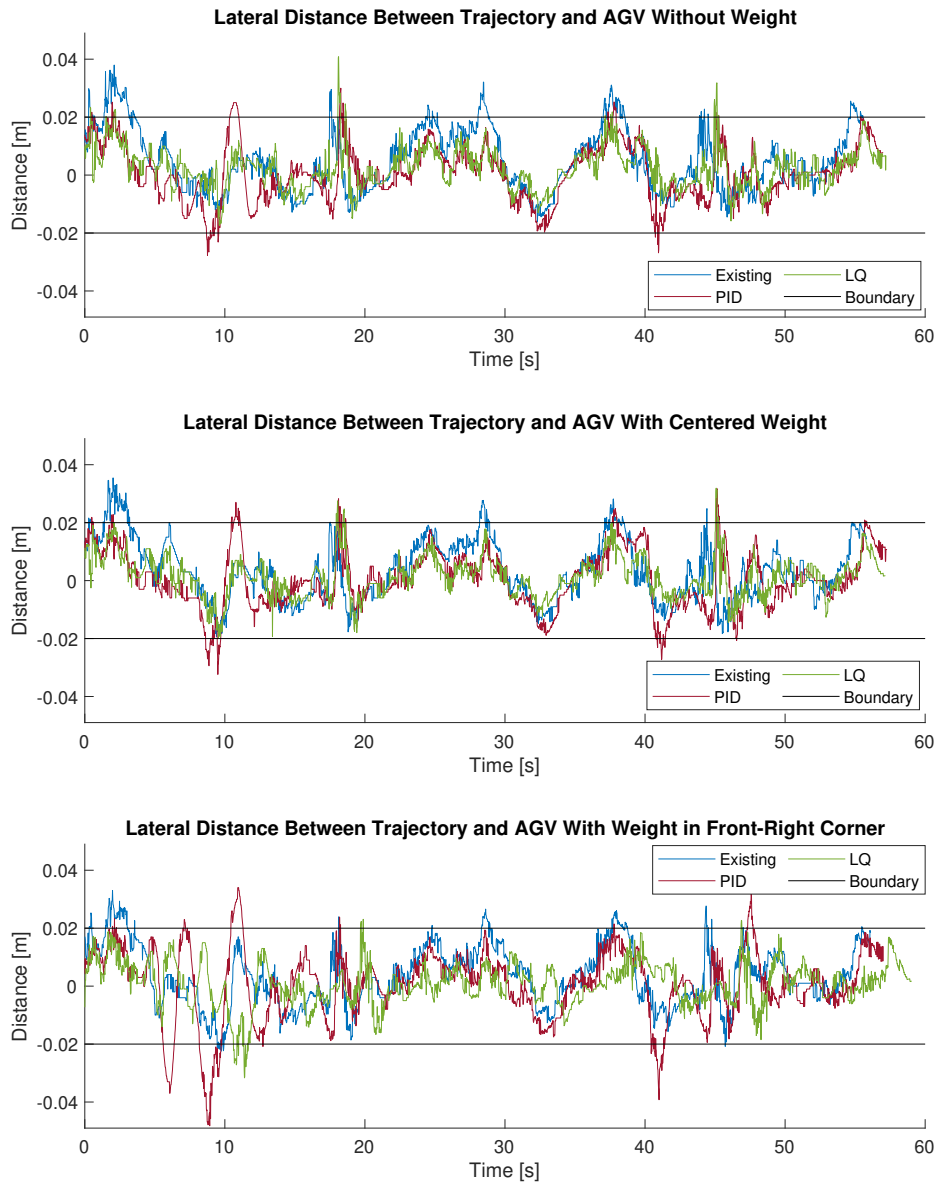 Lateral Distance Between Trajectory and AGV Without Weight
0.04
0.02
0
-0.02
-0.04
Distance [m]
Existing LQ
PID Boundary
0 10 20 30 40 50 60
Time [s]
Lateral Distance Between Trajectory and AGV With Centered Weight
0.04
0.02
0
-0.02
-0.04
Distance [m]
Existing LQ
PID Boundary
0 10 20 30 40 50 60
Time [s]
Lateral Distance Between Trajectory and AGV With Weight in Front-Right Corner
Existing LQ
PID Boundary
0.04
0.02
0
-0.02
-0.04
Distance [m]
0 10 20 30 40 50 60
Time [s]